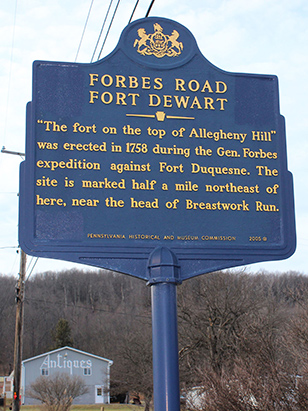 FORBES ROAD
FORT DEWART
"The fort on the top of Allegheny Hill"
was erected in 1758 during the Gen. Forbes
expedition against Fort Duquesne. The
site is marked half a mile northeast of
here, near the head of Breastwork Run.
PENNSYLVANIA HISTORICAL AND MUSEUM COMMISSION 2005
Antiques